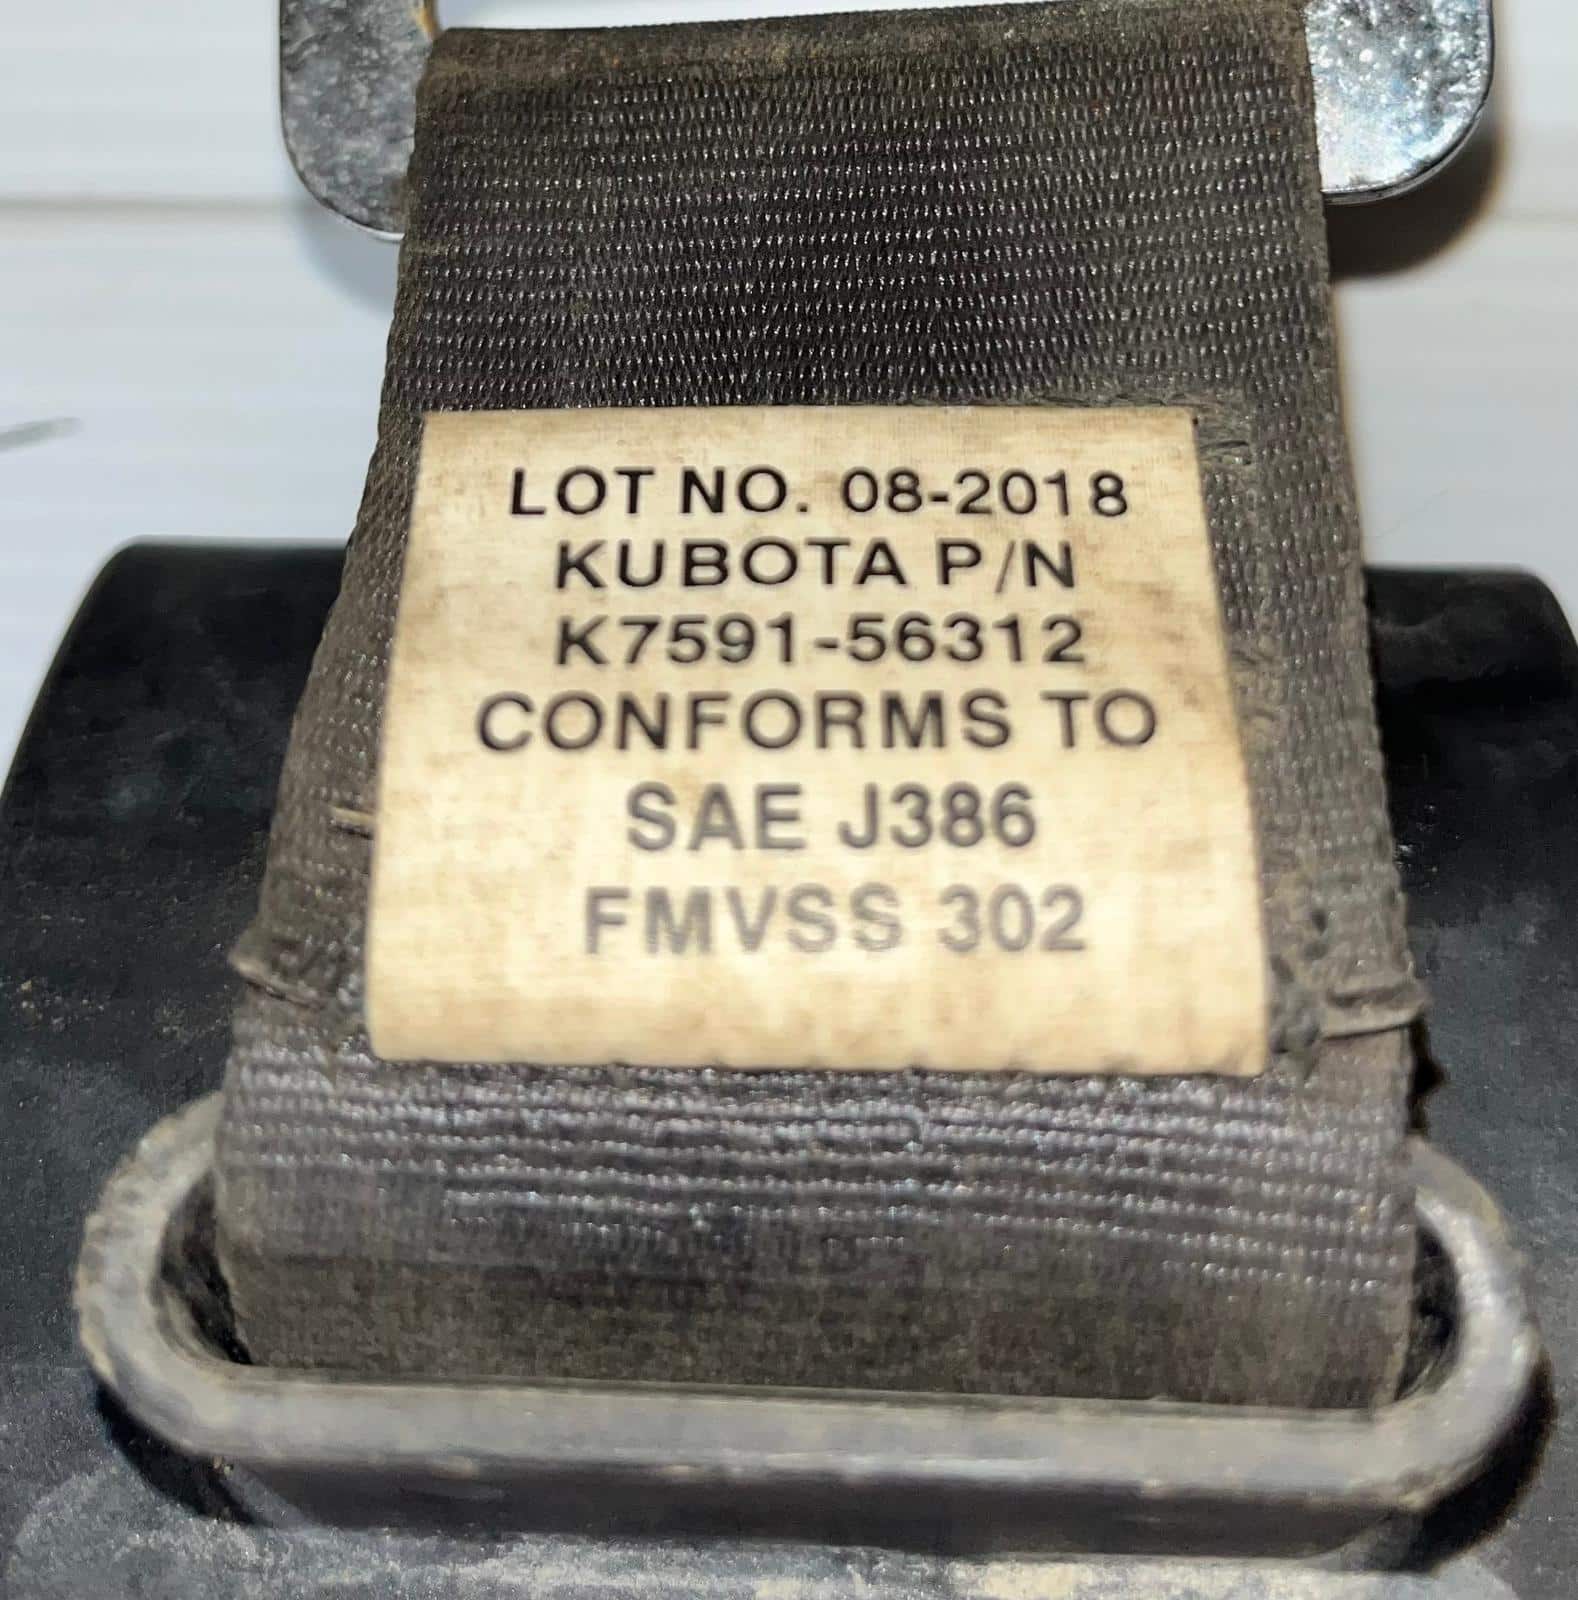 LOT NO. 08-2018
KUBOTA P/N
K7591-56312
CONFORMS TO
SAE J386
FMVSS 302